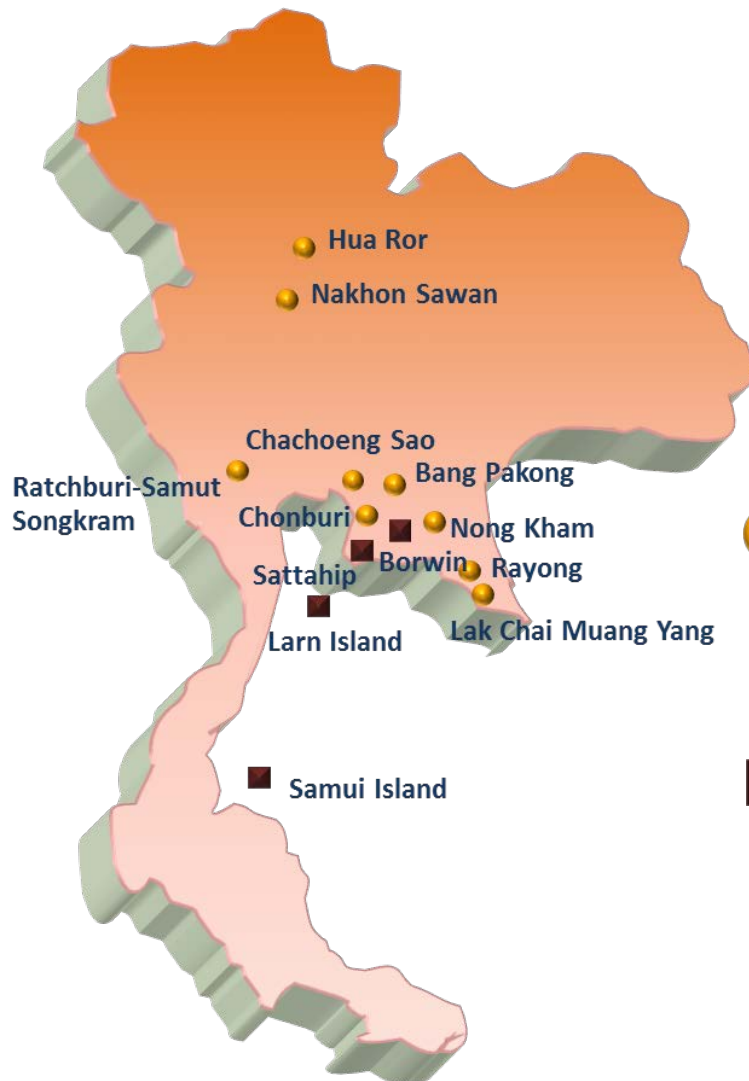 Hua Ror
Nakhon Sawan
Chachoeng Sao
Bang Pakong
Ratchburi-Samut
Songkram
Chonburi
Nong Kham
Borwin
Rayong
Sattahip
Larn Island
Lak Chai Muang Yang
Samui Island